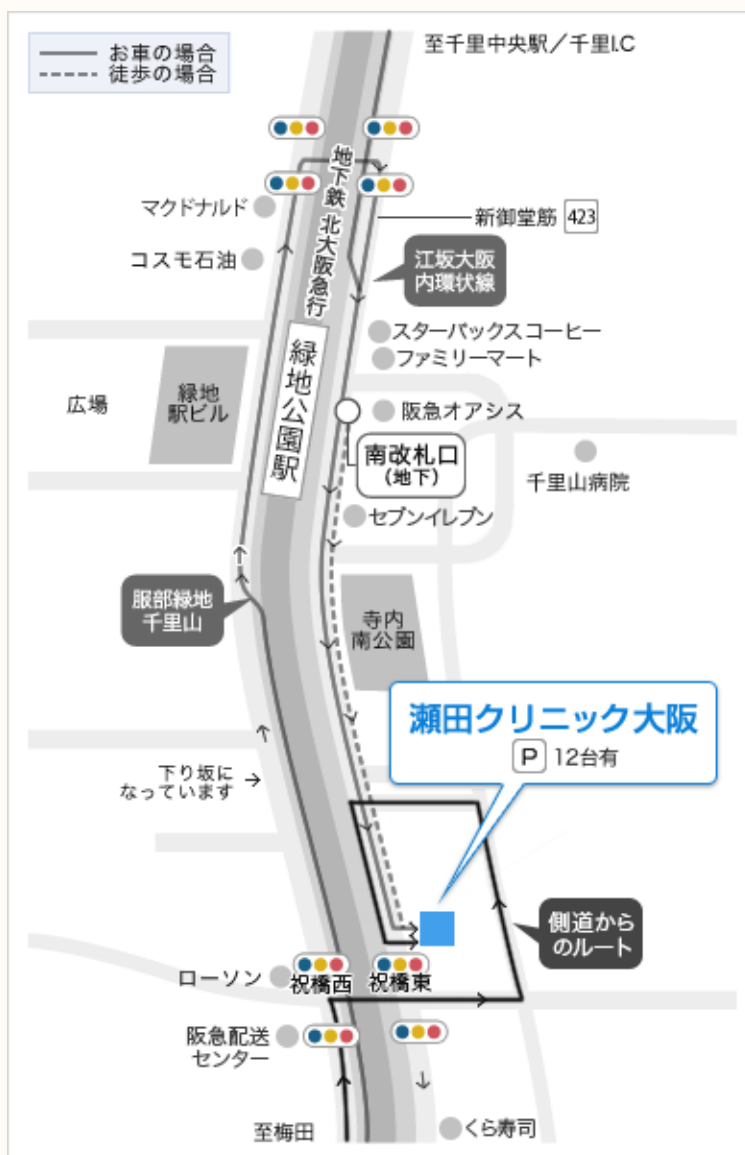 お車の場合
徒歩の場合
至千里中央駅／千里I.C
地下鉄 北大阪急行
マクドナルド
新御堂筋 423
コスモ石油
江坂大阪
内環状線
スターバックスコーヒー
ファミリーマート
緑地公園駅
広場
緑地
駅ビル
阪急オアシス
南改札口
（地下）
千里山病院
セブンイレブン
服部緑地
千里山
寺内
南公園
瀬田クリニック大阪
P 12台有
下り坂に
なっています
側道から
のルート
ローソン
祝橋西
祝橋東
阪急配送
センター
至梅田
くら寿司